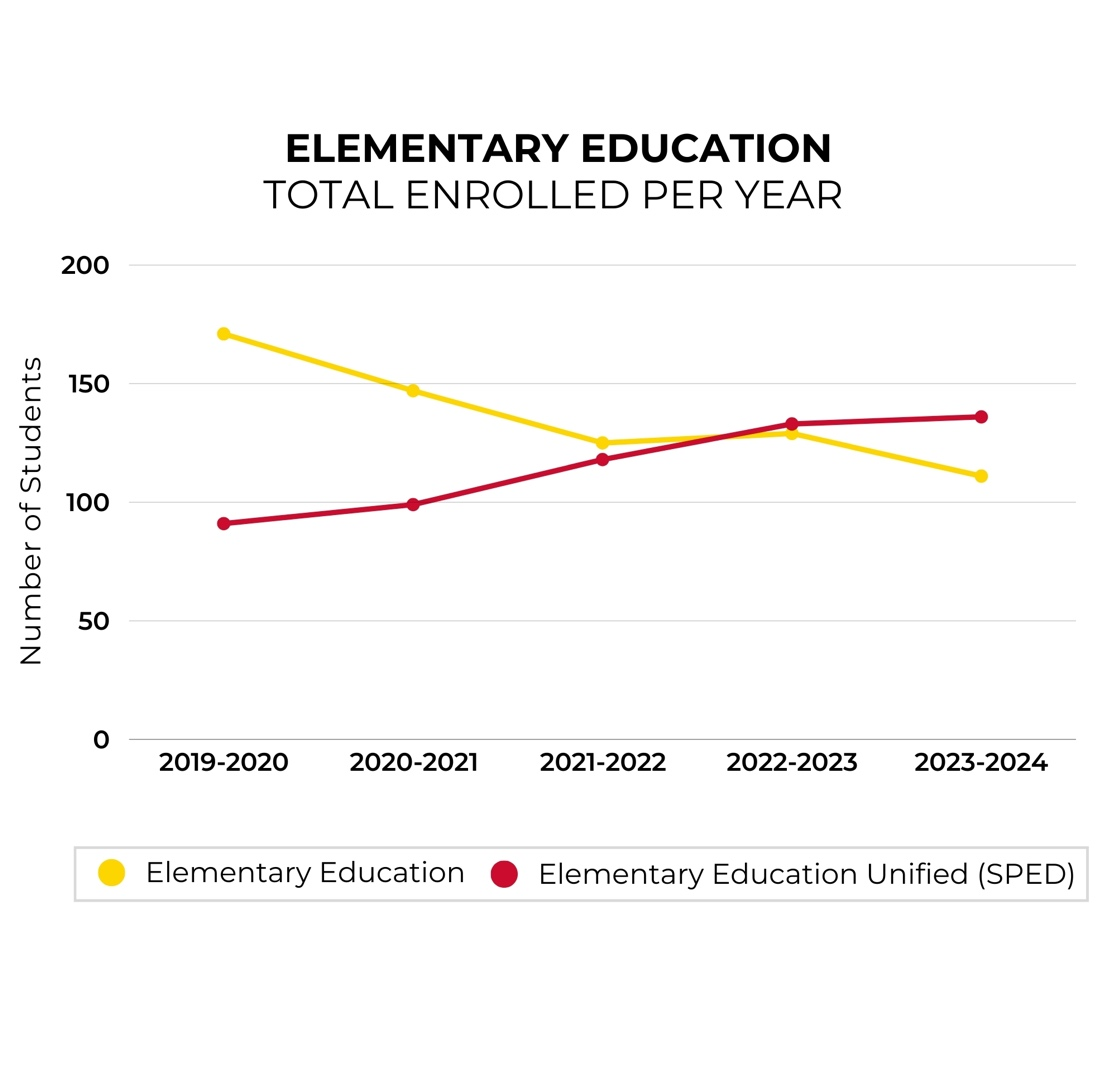 ELEMENTARY EDUCATION
TOTAL ENROLLED PER YEAR
200
150
100
50
0
Number of Students
2019-2020 2020-2021 2021-2022 2022-2023 2023-2024
Elementary Education Elementary Education Unified (SPED)